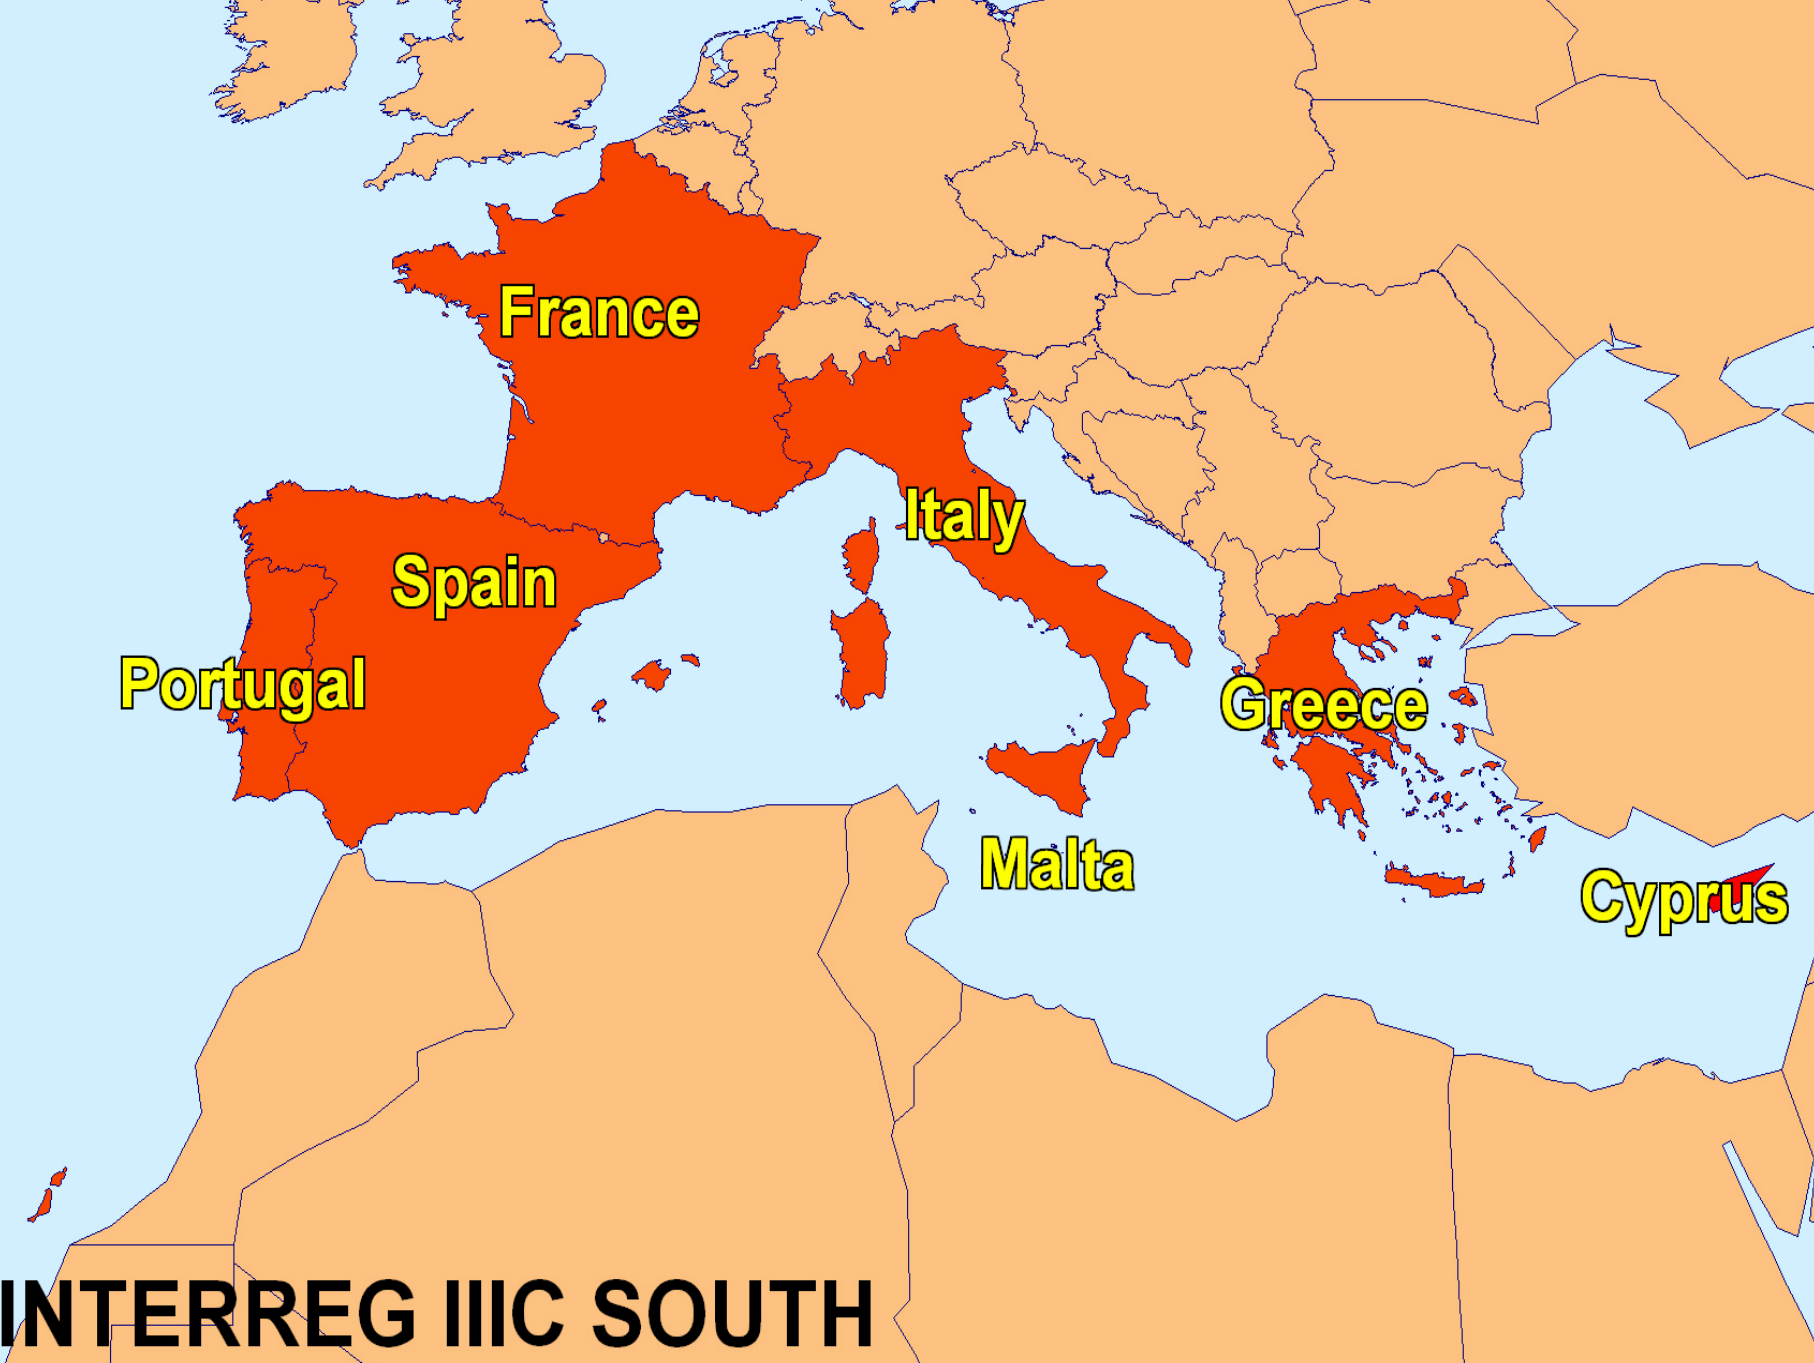 France
Italy
Spain
Portugal
Greece
Malta
Cyprus
INTERREG IIIC SOUTH